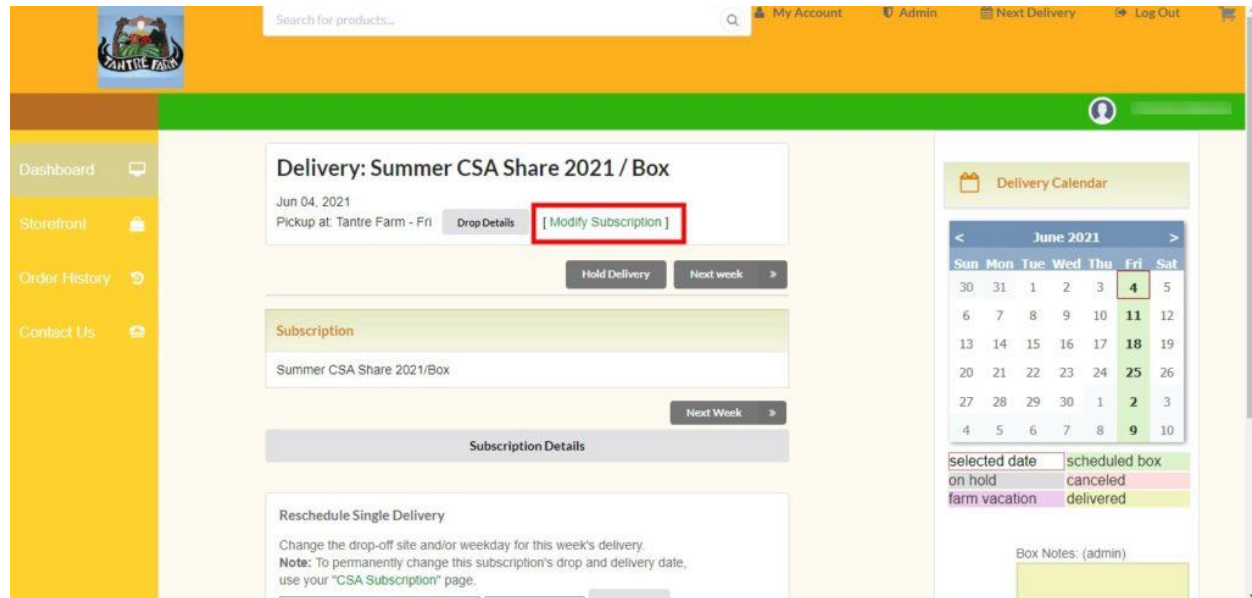 TANTRE FARM
Search for products...
My Account
Admin
Next Delivery
Log Out
Dashboard
Storefront
Order History
Contact Us
Delivery: Summer CSA Share 2021 / Box
Jun 04, 2021
Pickup at: Tantre Farm - Fri Drop Details [ Modify Subscription ]
Hold Delivery Next week »
Subscription
Summer CSA Share 2021/Box
Next Week »
Subscription Details
Reschedule Single Delivery
Change the drop-off site and/or weekday for this week's delivery.
Note: To permanently change this subscription's drop and delivery date,
use your "CSA Subscription" page.
Delivery Calendar
< June 2021 >
Sun Mon Tue Wed Thu Fri Sat
30 31 1 2 3 4 5
6 7 8 9 10 11 12
13 14 15 16 17 18 19
20 21 22 23 24 25 26
27 28 29 30 1 2 3
4 5 6 7 8 9 10
selected date scheduled box
on hold canceled
farm vacation delivered
Box Notes: (admin)